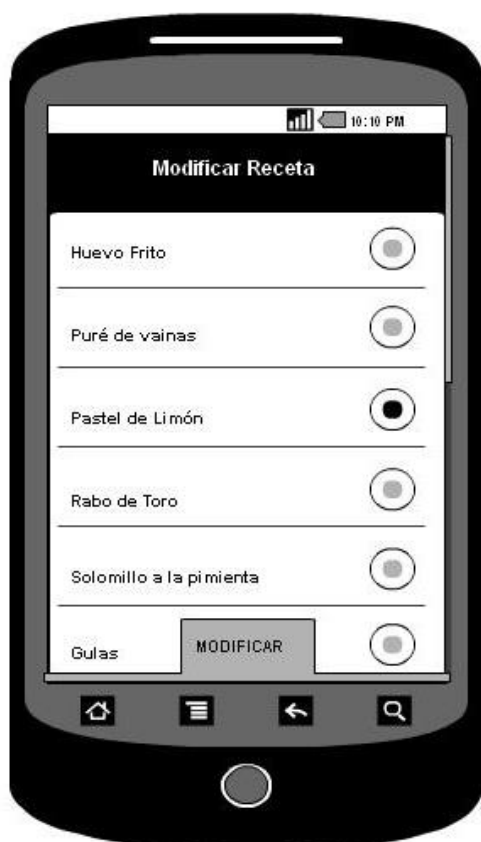 10:10 PM
Modificar Receta
Huevo Frito
Puré de vainas
Pastel de Limón
Rabo de Toro
Solomillo a la pimienta
Gulas
MODIFICAR